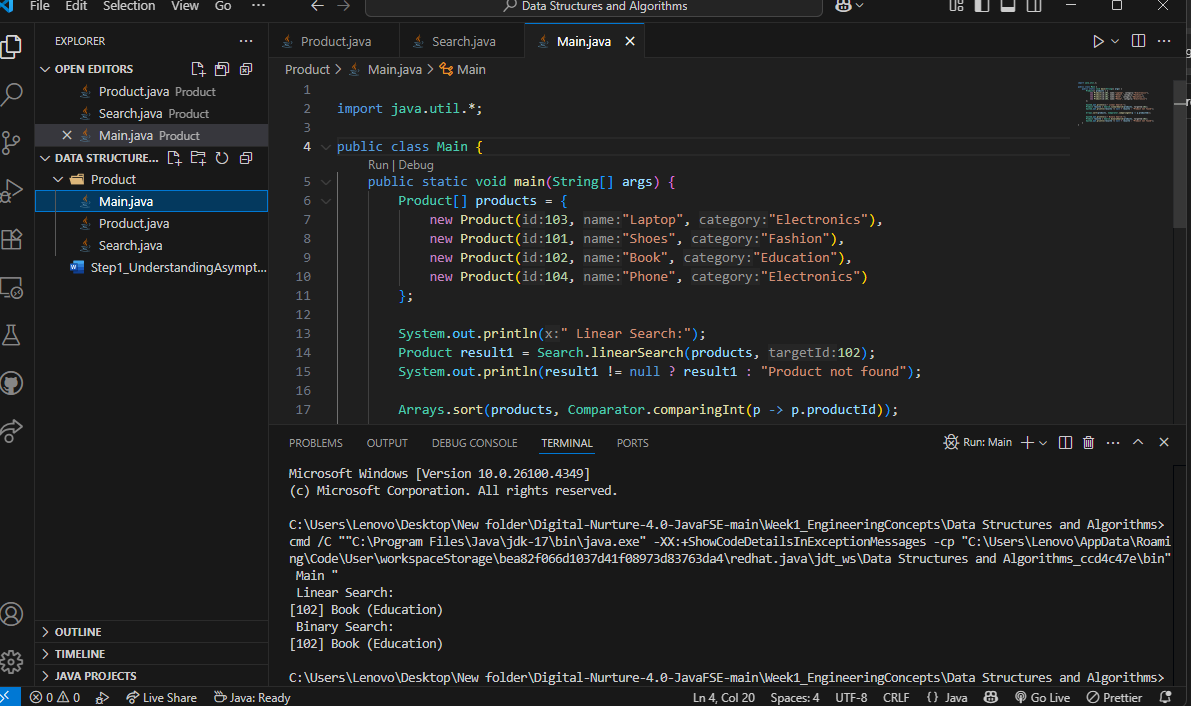 File Edit Selection View Go ··· Data Structures and Algorithms
EXPLORER ···
OPEN EDITORS
Product.java Product
Search.java Product
Main.java Product
DATA STRUCTURE...
Product
Main.java
Product.java
Search.java
Step1_UnderstandingAsympt...
OUTLINE
TIMELINE
JAVA PROJECTS
Product.java Search.java Main.java
Product > Main.java > Main
1
2 import java.util.*;
3
4 public class Main {
Run | Debug
5 public static void main(String[] args) {
6 Product[] products = {
7 new Product(id:103, name:"Laptop", category:"Electronics"),
8 new Product(id:101, name:"Shoes", category:"Fashion"),
9 new Product(id:102, name:"Book", category:"Education"),
10 new Product(id:104, name:"Phone", category:"Electronics")
11 };
12
13 System.out.println(x:" Linear Search:");
14 Product result1 = Search.linearSearch(products, targetId:102);
15 System.out.println(result1 != null ? result1 : "Product not found");
16
17 Arrays.sort(products, Comparator.comparingInt(p -> p.productId));
PROBLEMS OUTPUT DEBUG CONSOLE TERMINAL PORTS Run: Main
Microsoft Windows [Version 10.0.26100.4349]
(c) Microsoft Corporation. All rights reserved.
C:\Users\Lenovo\Desktop\New folder\Digital-Nurture-4.0-JavaFSE-main\Week1_EngineeringConcepts\Data Structures and Algorithms>
cmd /C ""C:\Program Files\Java\jdk-17\bin\java.exe" -XX:+ShowCodeDetailsInExceptionMessages -cp "C:\Users\Lenovo\AppData\Roami
ng\Code\User\workspaceStorage\bea82f066d1037d41f08973d83763da4\redhat.java\jdt_ws\Data Structures and Algorithms_ccd4c47e\bin"
Main "
Linear Search:
[102] Book (Education)
Binary Search:
[102] Book (Education)
C:\Users\Lenovo\Desktop\New folder\Digital-Nurture-4.0-JavaFSE-main\Week1_EngineeringConcepts\Data Structures and Algorithms>
0 0 Live Share Java: Ready Ln 4, Col 20 Spaces: 4 UTF-8 CRLF {} Java Go Live Prettier